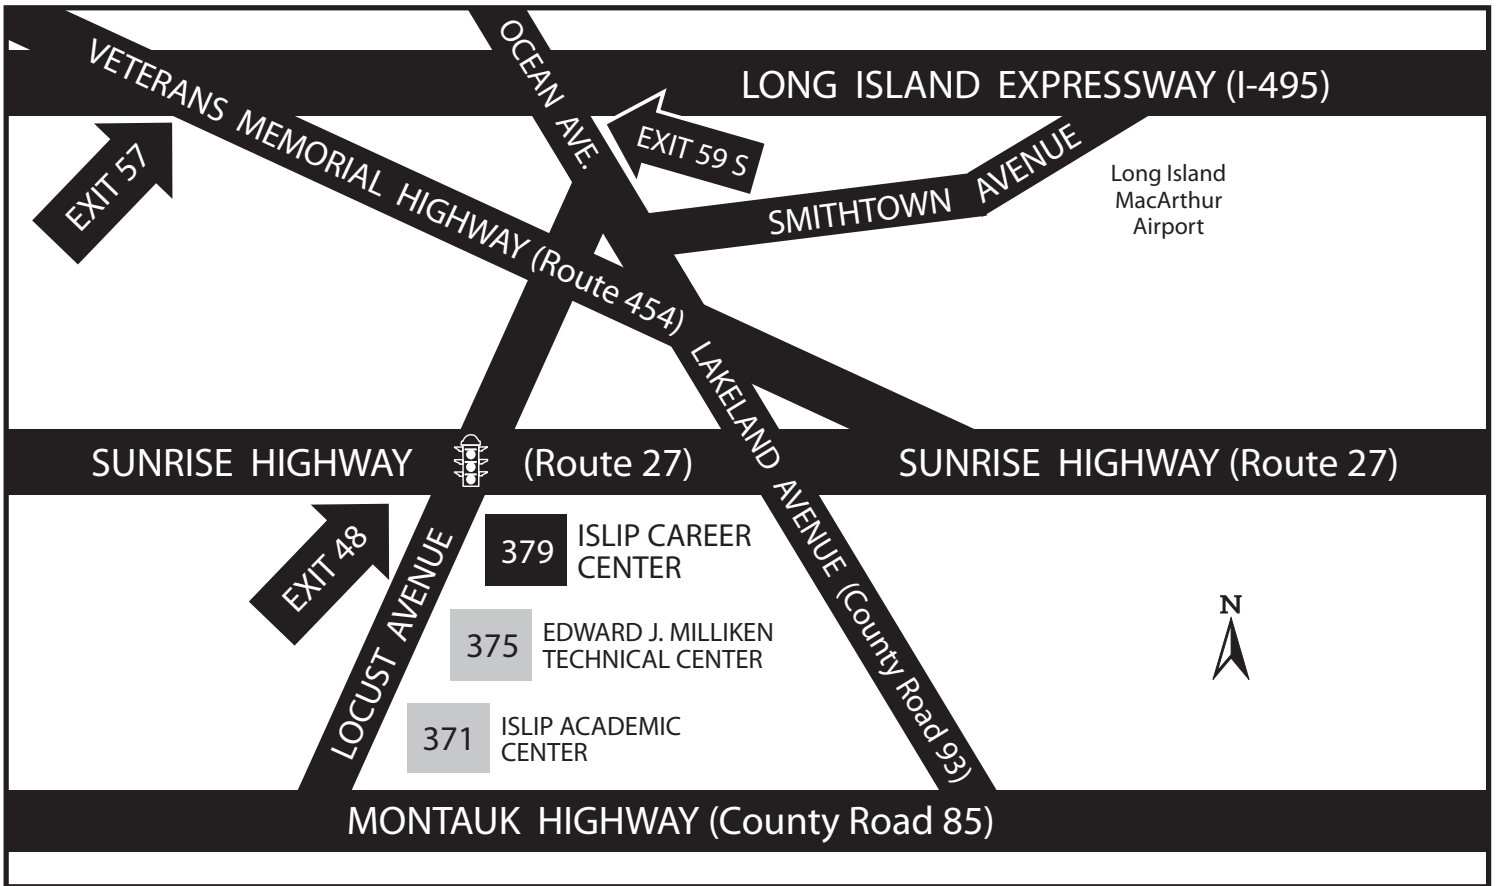 OCEAN AVE.
LONG ISLAND EXPRESSWAY (I-495)
VETERANS MEMORIAL HIGHWAY (Route 454)
EXIT 57
EXIT 59 S
SMITHTOWN AVENUE
Long Island
MacArthur
Airport
SUNRISE HIGHWAY (Route 27)
SUNRISE HIGHWAY (Route 27)
LAKELAND AVENUE (County Road 93)
EXIT 48
LOCUST AVENUE
379
ISLIP CAREER
CENTER
375
EDWARD J. MILLIKEN
TECHNICAL CENTER
371
ISLIP ACADEMIC
CENTER
N
MONTAUK HIGHWAY (County Road 85)